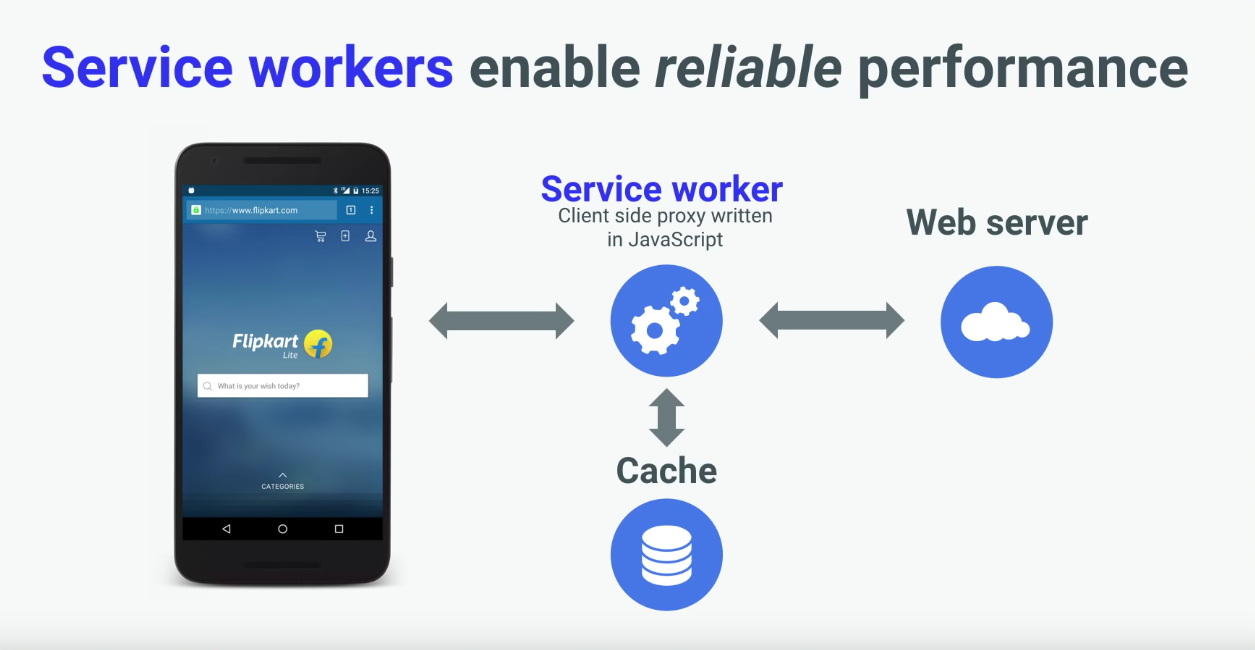 Service workers enable reliable performance
15:25
https://www.flipkart.com
1
Flipkart
Lite
What is your wish today?
CATEGORIES
Service worker
Client side proxy written
in JavaScript
Web server
Cache